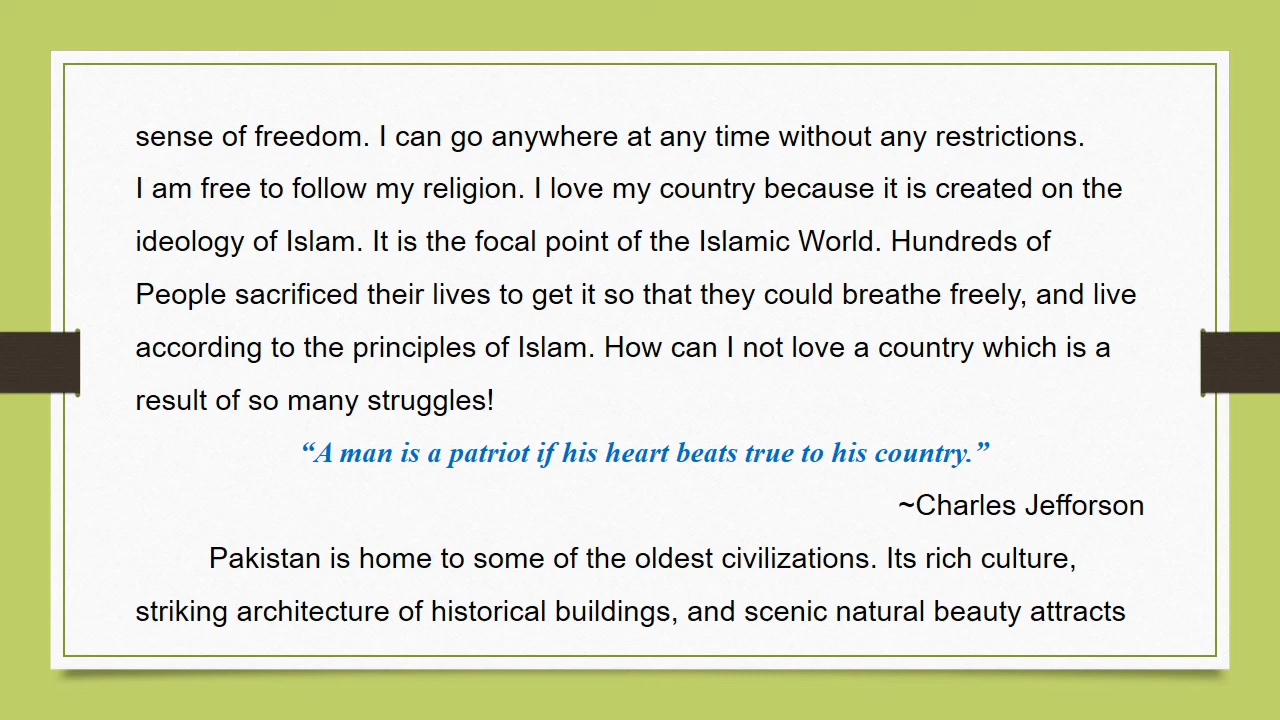 sense of freedom. I can go anywhere at any time without any restrictions.
I am free to follow my religion. I love my country because it is created on the
ideology of Islam. It is the focal point of the Islamic World. Hundreds of
People sacrificed their lives to get it so that they could breathe freely, and live
according to the principles of Islam. How can I not love a country which is a
result of so many struggles!
“A man is a patriot if his heart beats true to his country.”
~Charles Jefforson
Pakistan is home to some of the oldest civilizations. Its rich culture,
striking architecture of historical buildings, and scenic natural beauty attracts